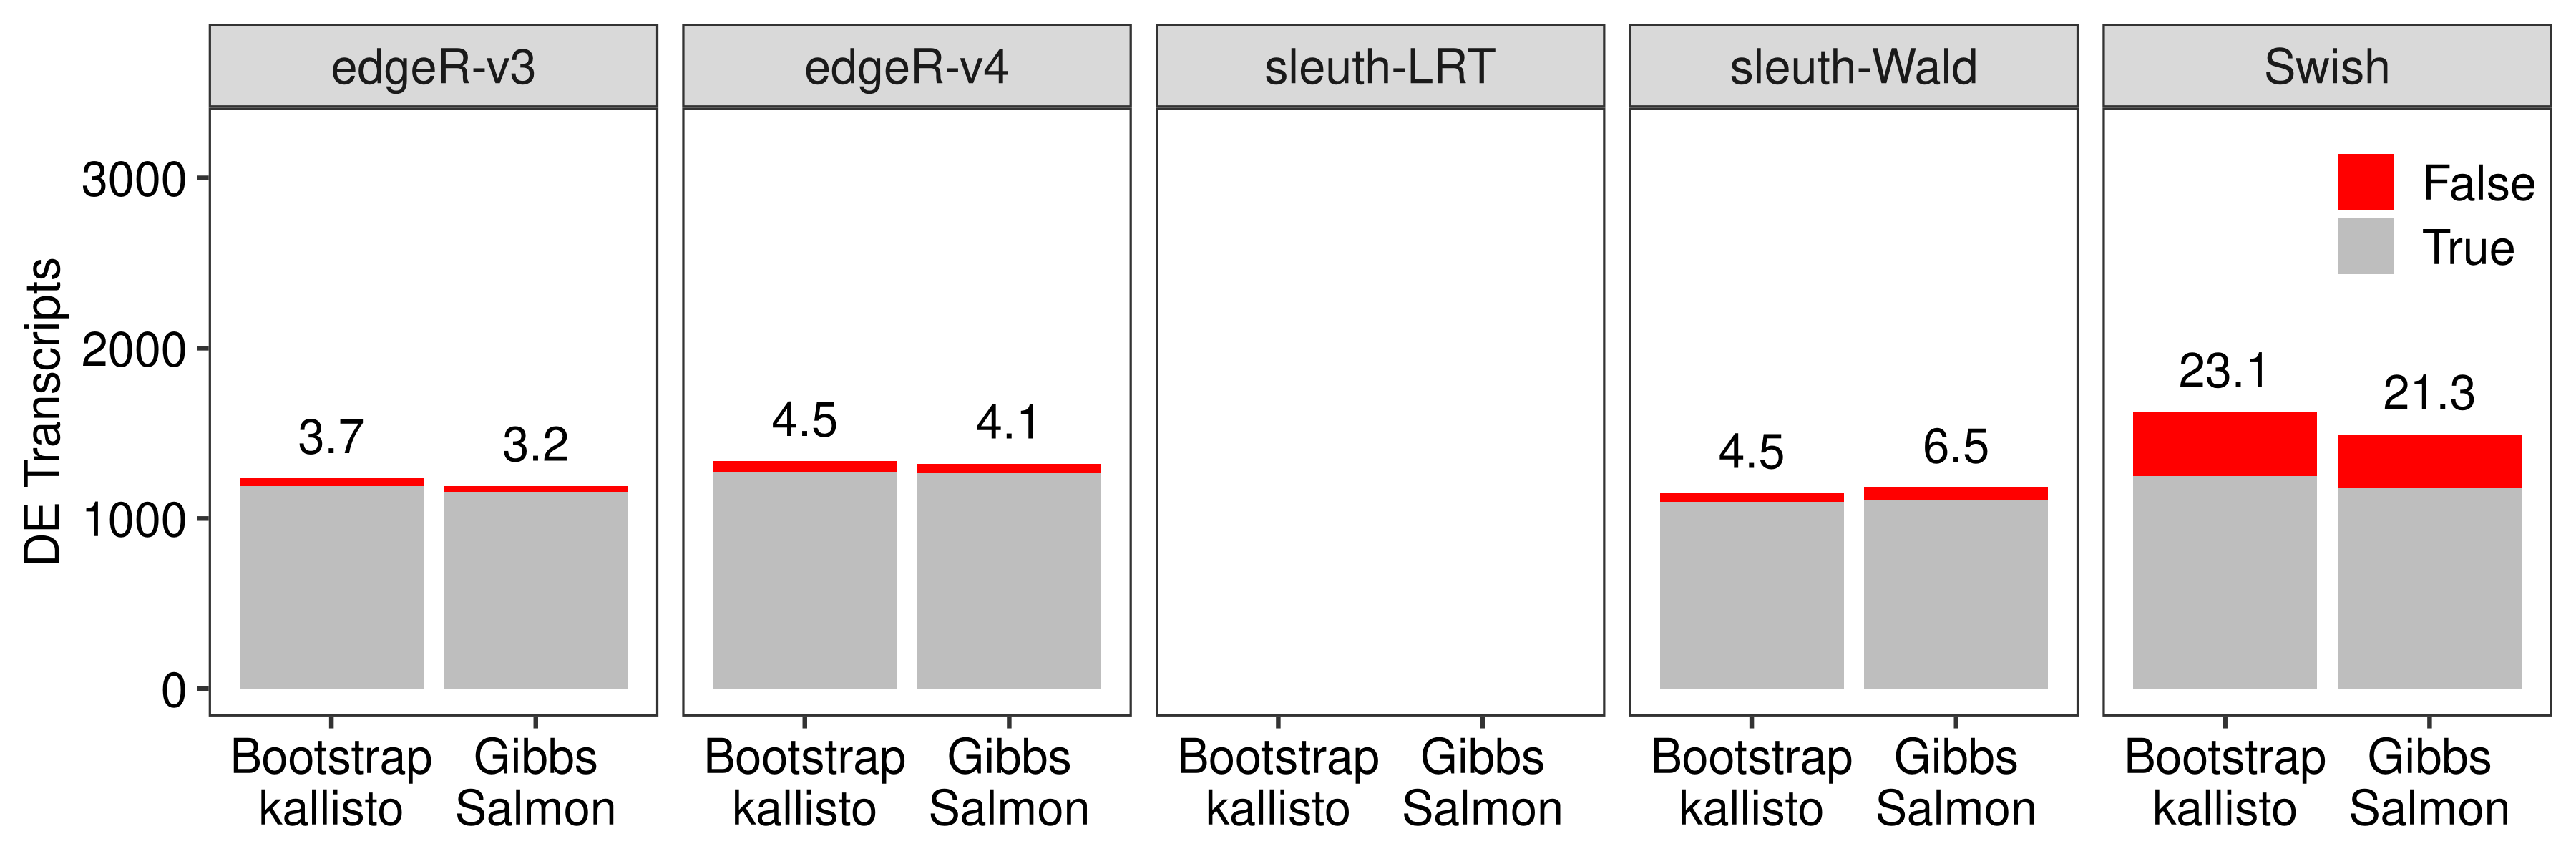 edgeR-v3
edgeR-v4
sleuth-LRT
sleuth-Wald
Swish
DE Transcripts
3000
2000
1000
0
3.7
3.2
4.5
4.1
4.5
6.5
23.1
21.3
False
True
Bootstrap
kallisto
Gibbs
Salmon
Bootstrap
kallisto
Gibbs
Salmon
Bootstrap
kallisto
Gibbs
Salmon
Bootstrap
kallisto
Gibbs
Salmon
Bootstrap
kallisto
Gibbs
Salmon